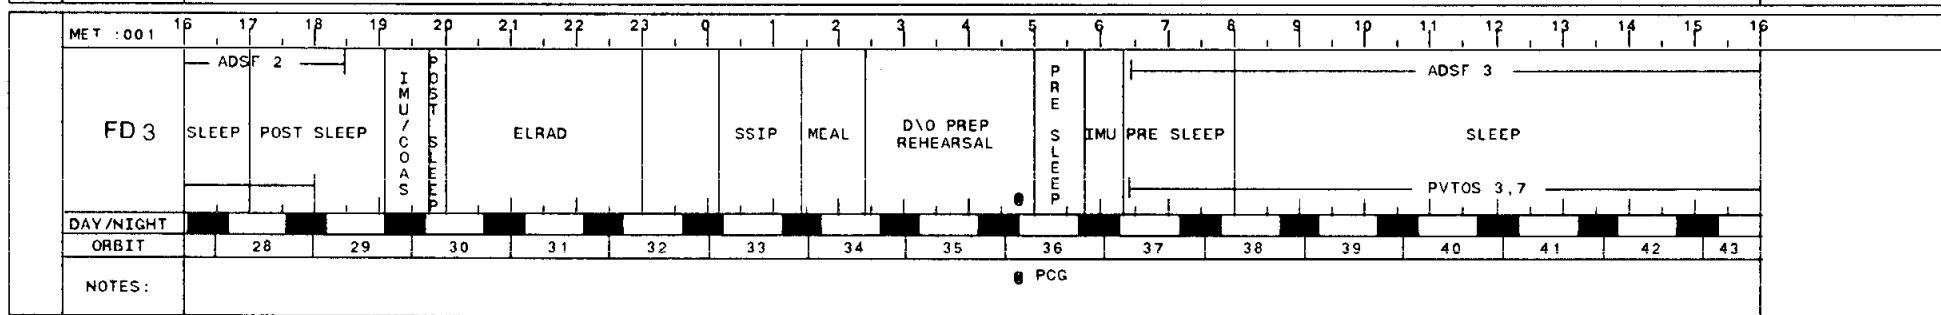 MET :001 16 17 18 19 20 21 22 23 0 1 2 3 4 5 6 7 8 9 10 11 12 13 14 15 16
ADSF 2 ADSF 3
FD 3 SLEEP POST SLEEP IMU/COAS POST SLEEP ELRAD SSIP MEAL D\O PREP REHEARSAL PRE SLEEP IMU PRE SLEEP SLEEP
PVTOS 3,7
@
DAY/NIGHT
ORBIT 28 29 30 31 32 33 34 35 36 37 38 39 40 41 42 43
NOTES: @ PCG